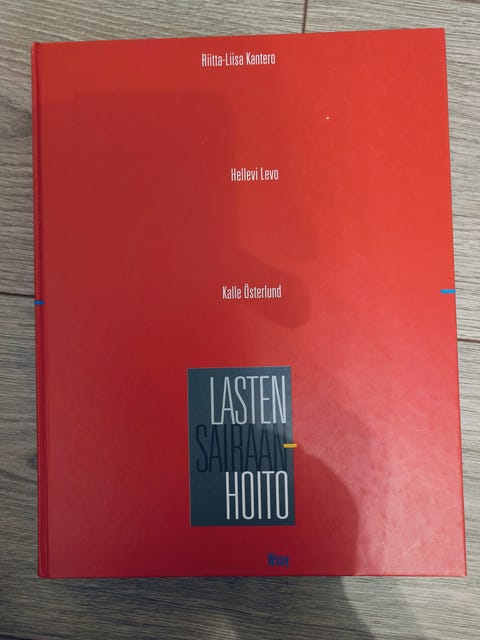 Riitta-Liisa Kantero
Hellevi Levo
Kalle Österlund
LASTEN
SAIRAAN-
HOITO
Wsoy